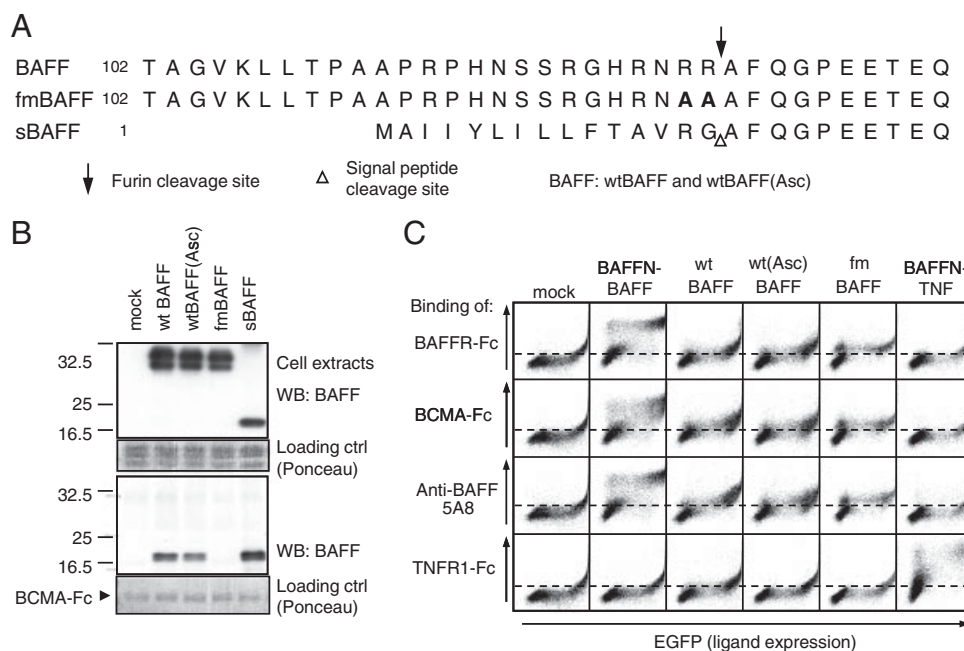 A
BAFF 102 T A G V K L L T P A A P R P H N S S R G H R N R R A F Q G P E E T E Q
fmBAFF 102 T A G V K L L T P A A P R P H N S S R G H R N A A A F Q G P E E T E Q
sBAFF 1 M A I I Y L I L L F T A V R G A F Q G P E E T E Q
Furin cleavage site
Signal peptide
cleavage site
BAFF: wtBAFF and wtBAFF(Asc)
B
mock
wt BAFF
wtBAFF(Asc)
fmBAFF
sBAFF
32.5
25
16.5
Cell extracts
WB: BAFF
Loading ctrl
(Ponceau)
32.5
25
16.5
WB: BAFF
BCMA-Fc
Loading ctrl
(Ponceau)
C
Binding of:
mock
BAFFN-
BAFF
wt
BAFF
wt(Asc)
BAFF
fm
BAFF
BAFFN-
TNF
BAFFR-Fc
BCMA-Fc
Anti-BAFF
5A8
TNFR1-Fc
EGFP (ligand expression)